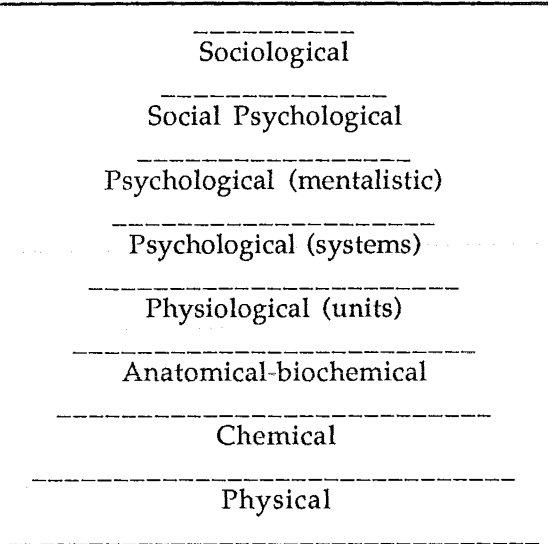 Sociological
Social Psychological
Psychological (mentalistic)
Psychological (systems)
Physiological (units)
Anatomical-biochemical
Chemical
Physical